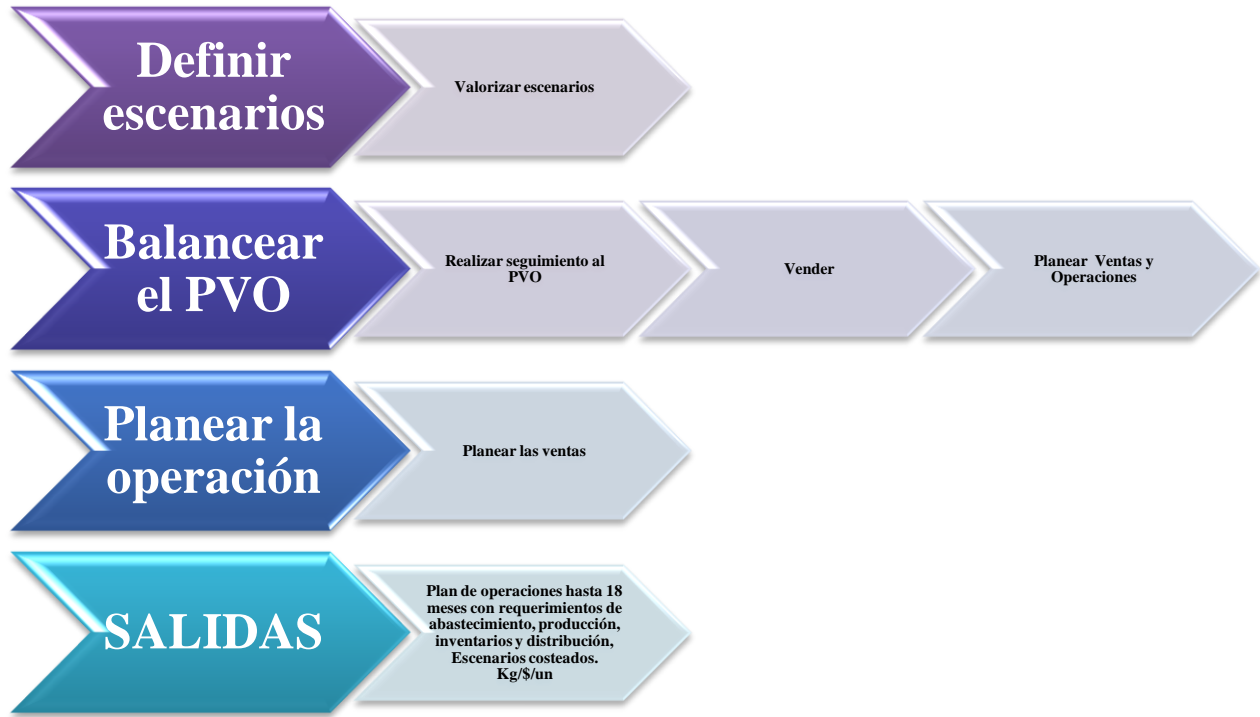 Definir
escenarios
Valorizar escenarios
Balancear
el PVO
Realizar seguimiento al
PVO
Vender
Planear Ventas y
Operaciones
Planear la
operación
Planear las ventas
SALIDAS
Plan de operaciones hasta 18
meses con requerimientos de
abastecimiento, producción,
inventarios y distribución,
Escenarios costeados.
Kg/$/un